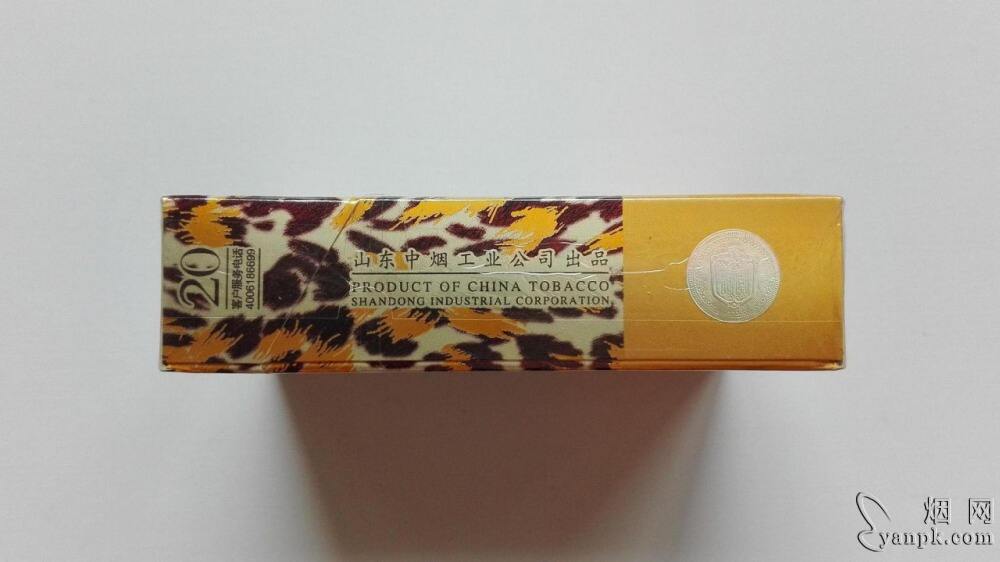 20
客户服务电话
4006186699
山东中烟工业公司出品
PRODUCT OF CHINA TOBACCO
SHANDONG INDUSTRIAL CORPORATION
烟网
yanpk.com